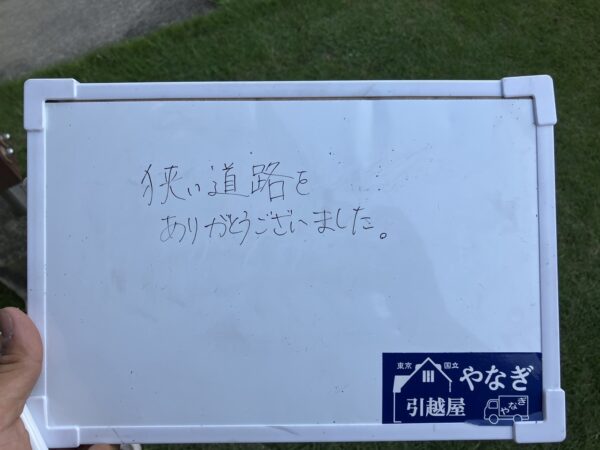 狭い道路を
ありがとうございました。
東京 国立
やなぎ
引越屋
やなぎ